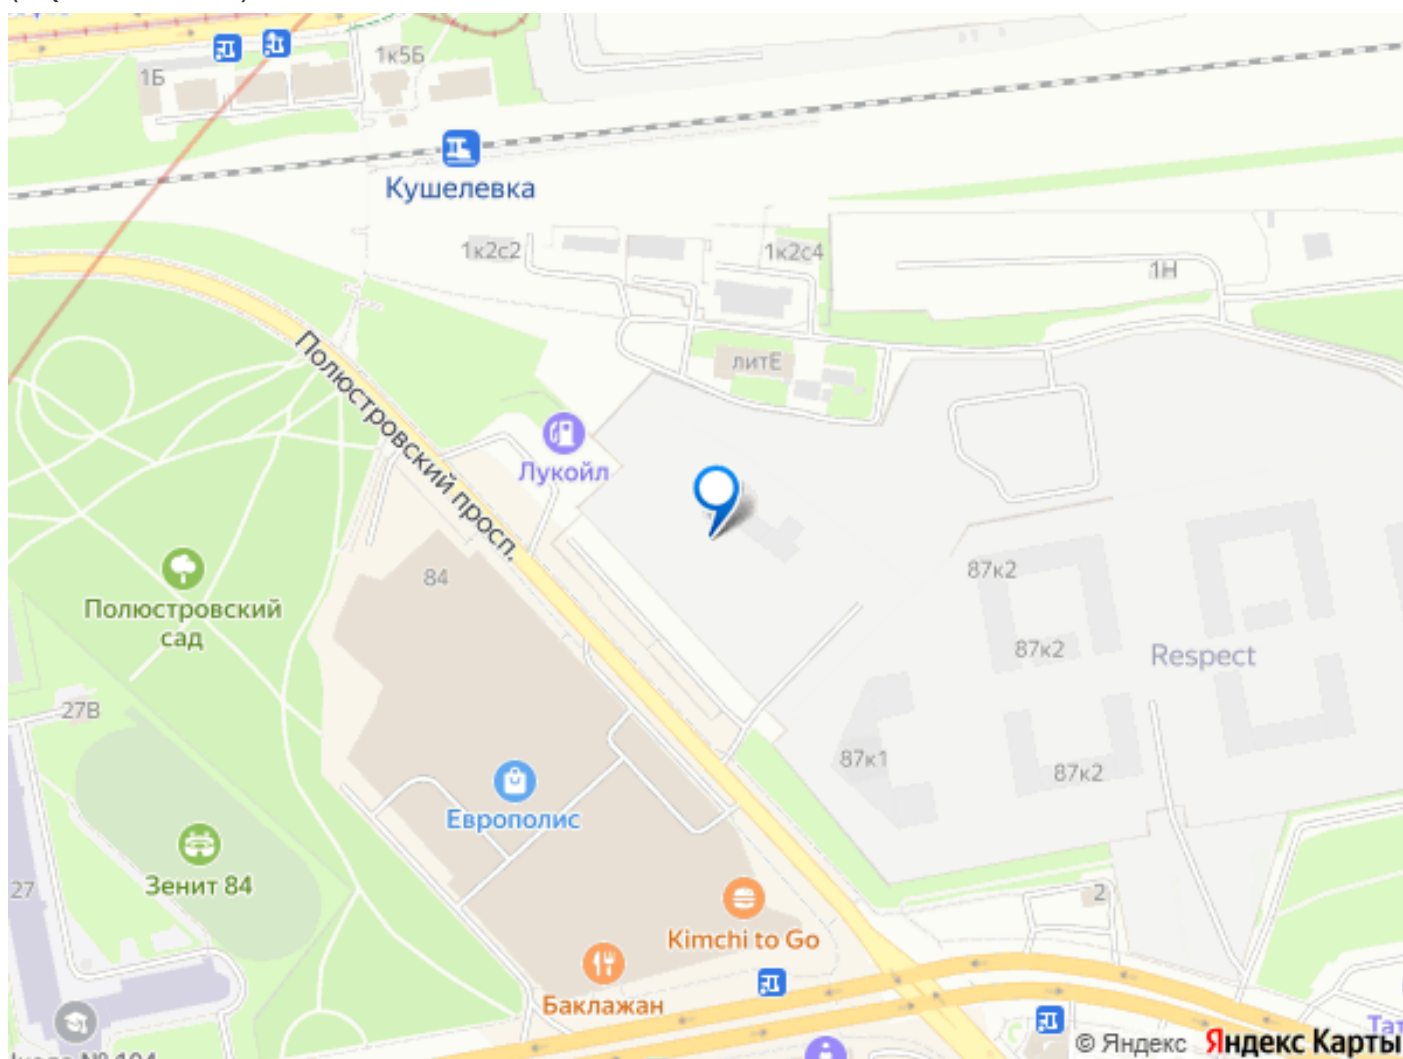 1Б
1к5Б
Кушелевка
1к2с2
1к2с4
1Н
Полюстровский просп.
литЕ
Лукойл
84
87к2
Полюстровский
сад
87к2
Respect
27В
87к1
87к2
Европолис
Зенит 84
27
2
Kimchi to Go
Баклажан
© Яндекс Яндекс Карты